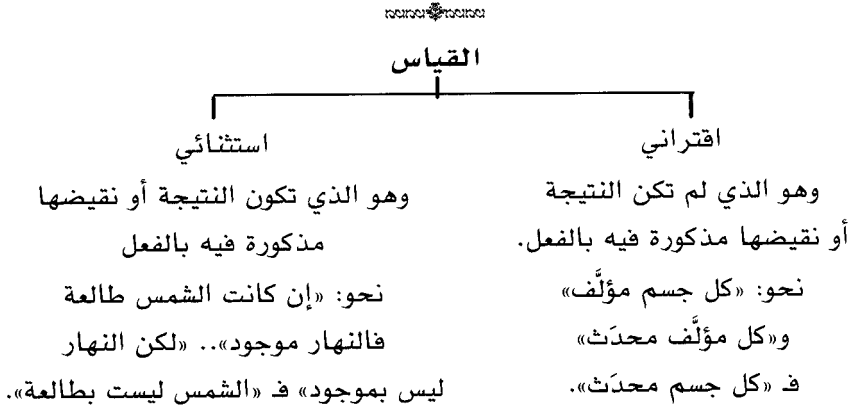 القياس
اقتراني
وهو الذي لم تكن النتيجة
أو نقيضها مذكورة فيه بالفعل.
نحو: «كل جسم مؤلَّف»
و«كل مؤلَّف محدَث»
فـ «كل جسم محدَث».
استثنائي
وهو الذي تكون النتيجة أو نقيضها
مذكورة فيه بالفعل
نحو: «إن كانت الشمس طالعة
فالنهار موجود».. «لكن النهار
ليس بموجود» فـ «الشمس ليست بطالعة».